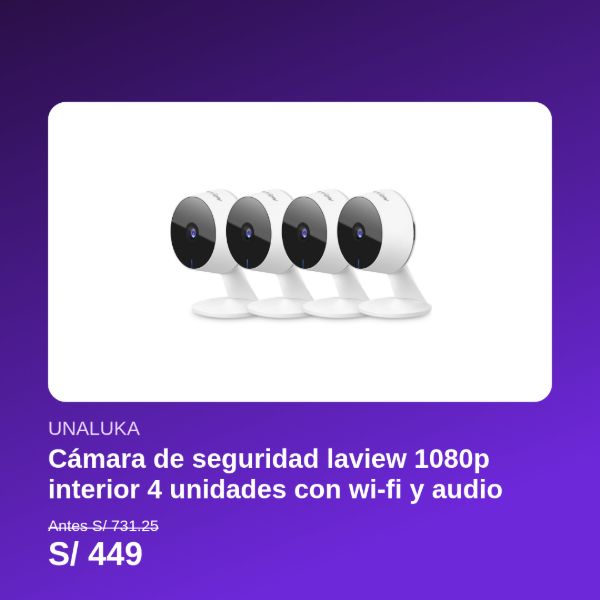 UNALUKA
Cámara de seguridad laview 1080p
interior 4 unidades con wi-fi y audio
Antes S/ 731.25
S/ 449